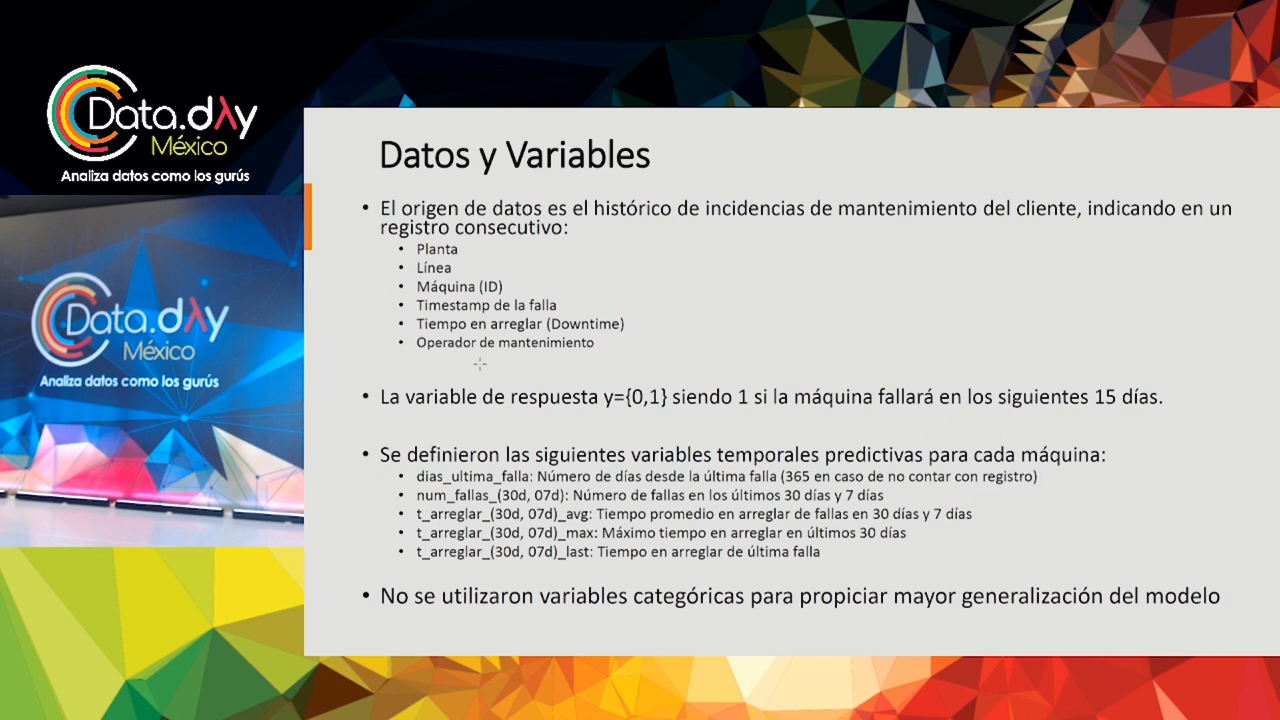 Data.dλy
México
Analiza datos como los gurús
Data.dλy
México
Analiza datos como los gurús
Datos y Variables
• El origen de datos es el histórico de incidencias de mantenimiento del cliente, indicando en un
registro consecutivo:
• Planta
• Línea
• Máquina (ID)
• Timestamp de la falla
• Tiempo en arreglar (Downtime)
• Operador de mantenimiento
• La variable de respuesta y={0,1} siendo 1 si la máquina fallará en los siguientes 15 días.
• Se definieron las siguientes variables temporales predictivas para cada máquina:
• dias_ultima_falla: Número de días desde la última falla (365 en caso de no contar con registro)
• num_fallas_(30d, 07d): Número de fallas en los últimos 30 días y 7 días
• t_arreglar_(30d, 07d)_avg: Tiempo promedio en arreglar de fallas en 30 días y 7 días
• t_arreglar_(30d, 07d)_max: Máximo tiempo en arreglar en últimos 30 días
• t_arreglar_(30d, 07d)_last: Tiempo en arreglar de última falla
• No se utilizaron variables categóricas para propiciar mayor generalización del modelo